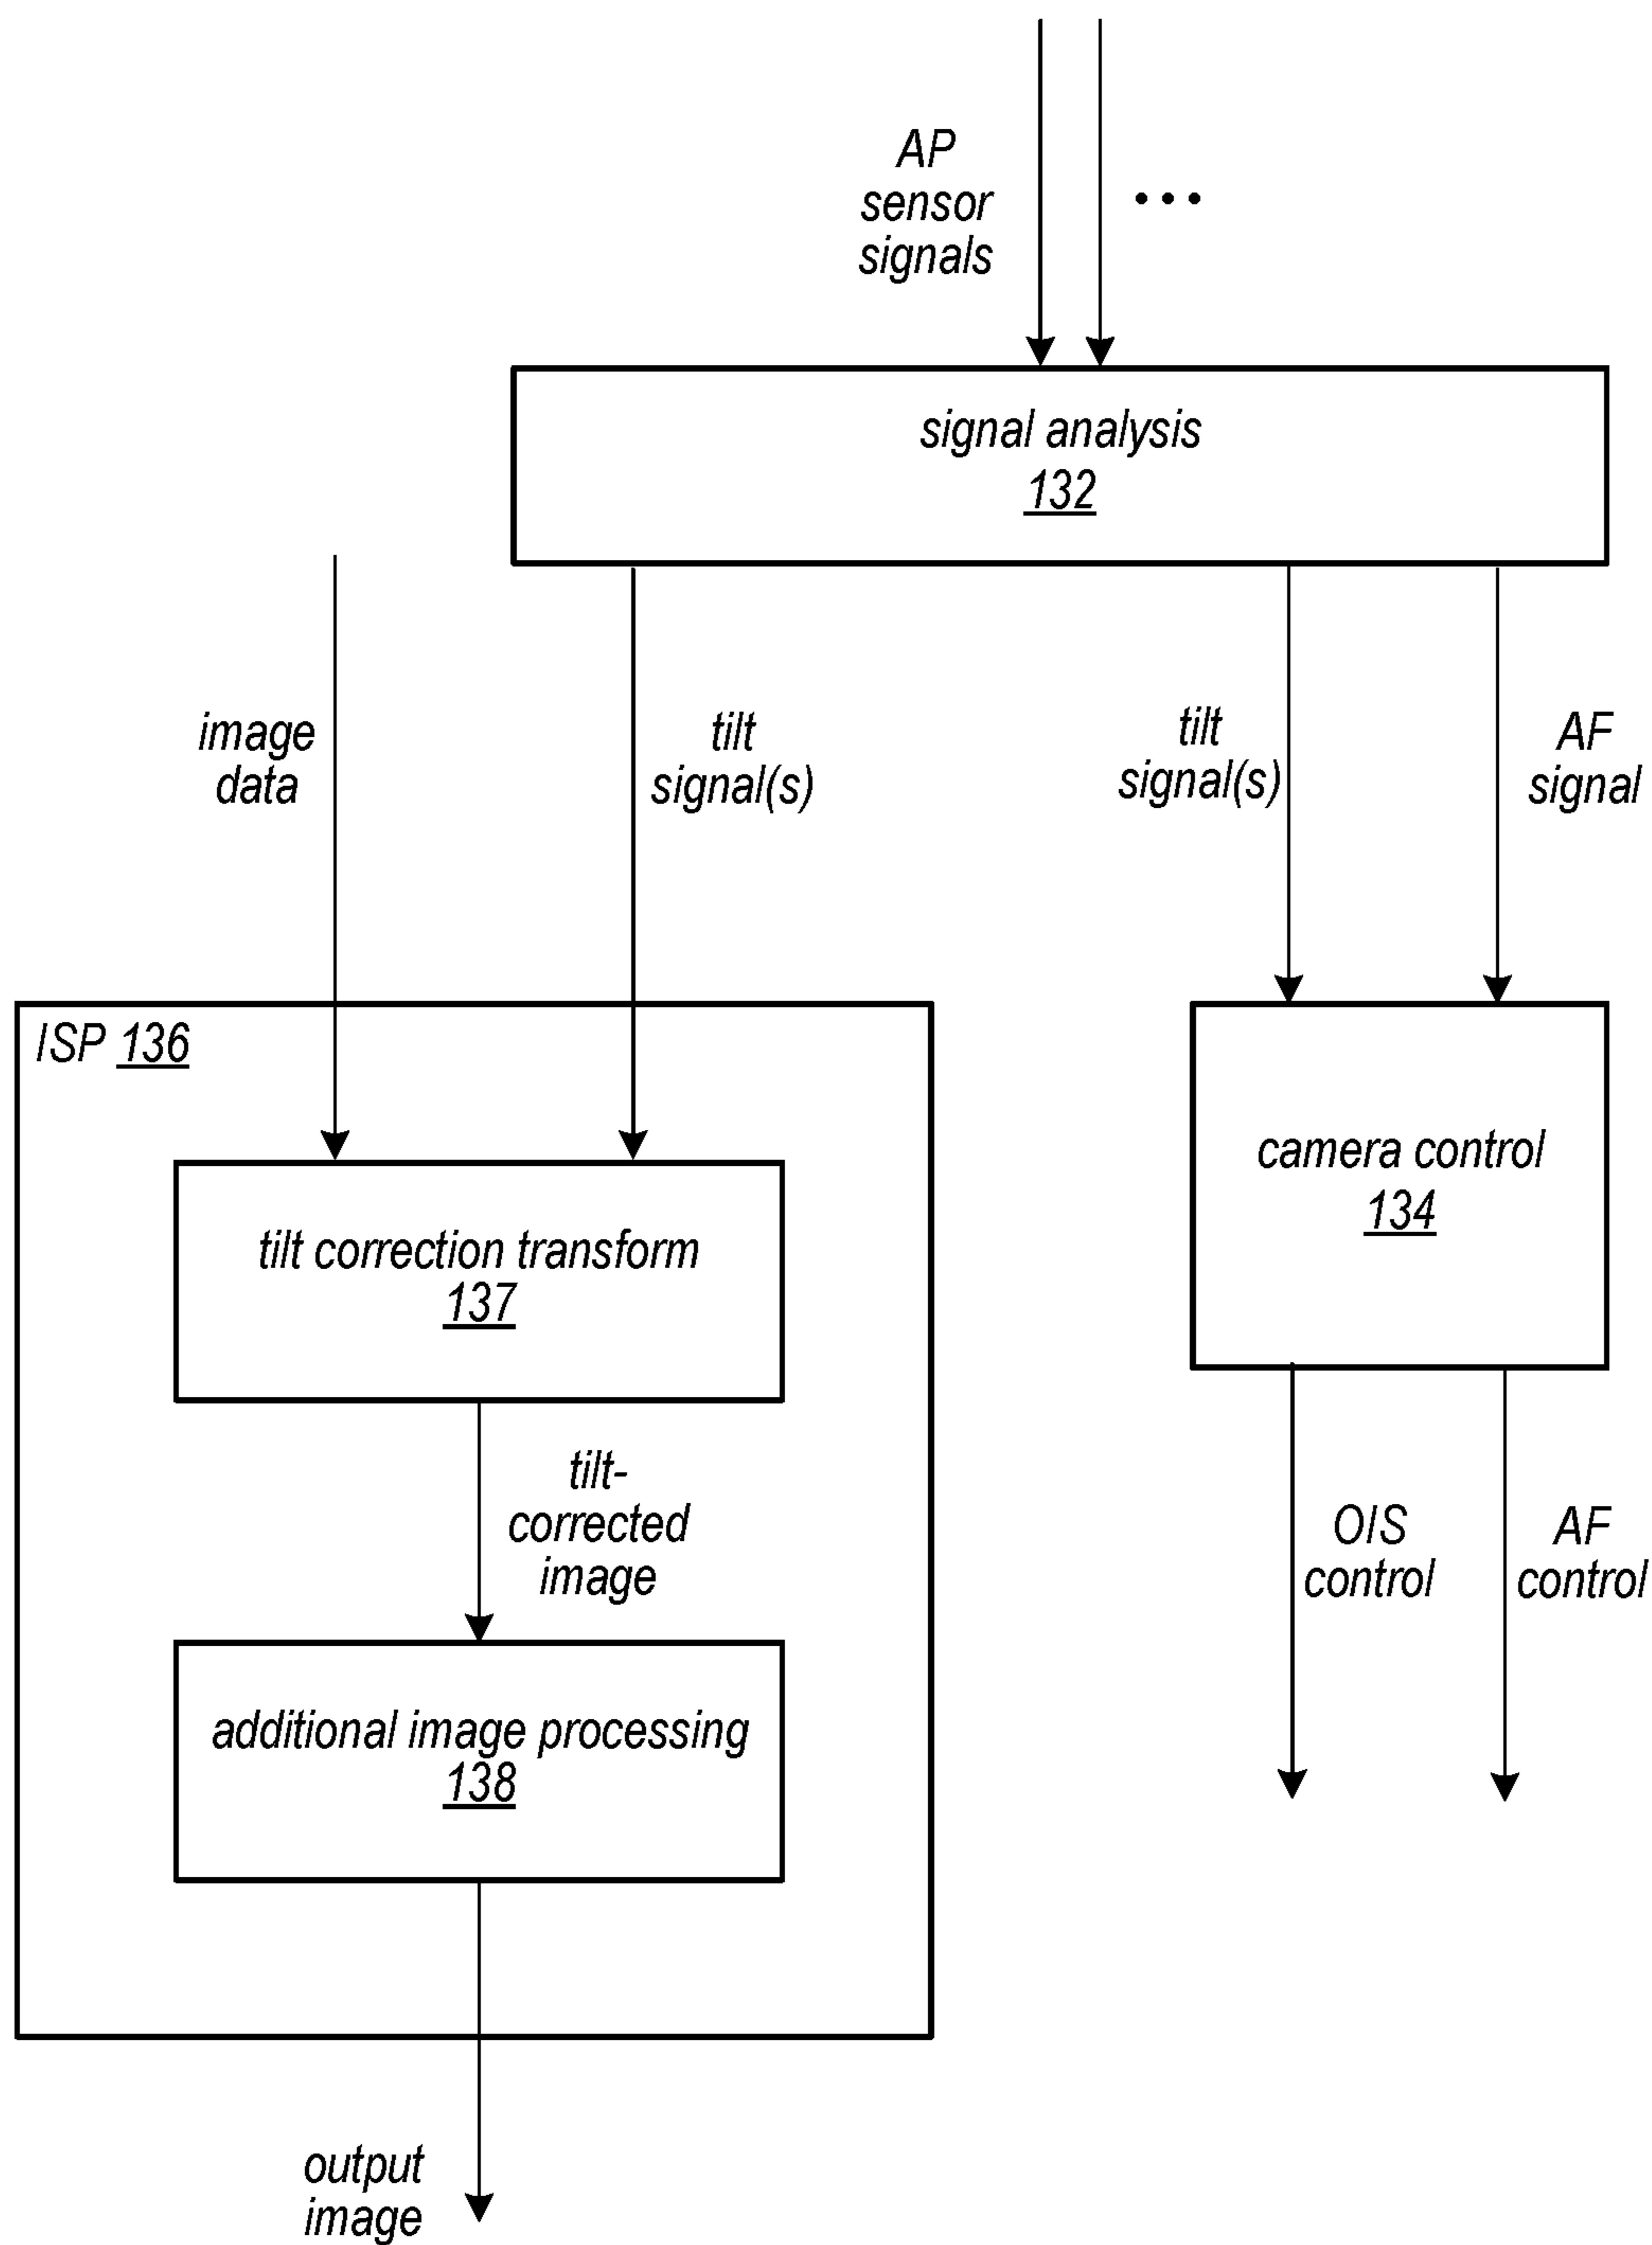 AP
sensor
signals
•••
signal analysis
132
image
data
tilt
signal(s)
tilt
signal(s)
AF
signal
ISP 136
camera control
134
tilt correction transform
137
tilt-
corrected
image
OIS
control
AF
control
additional image processing
138
output
image